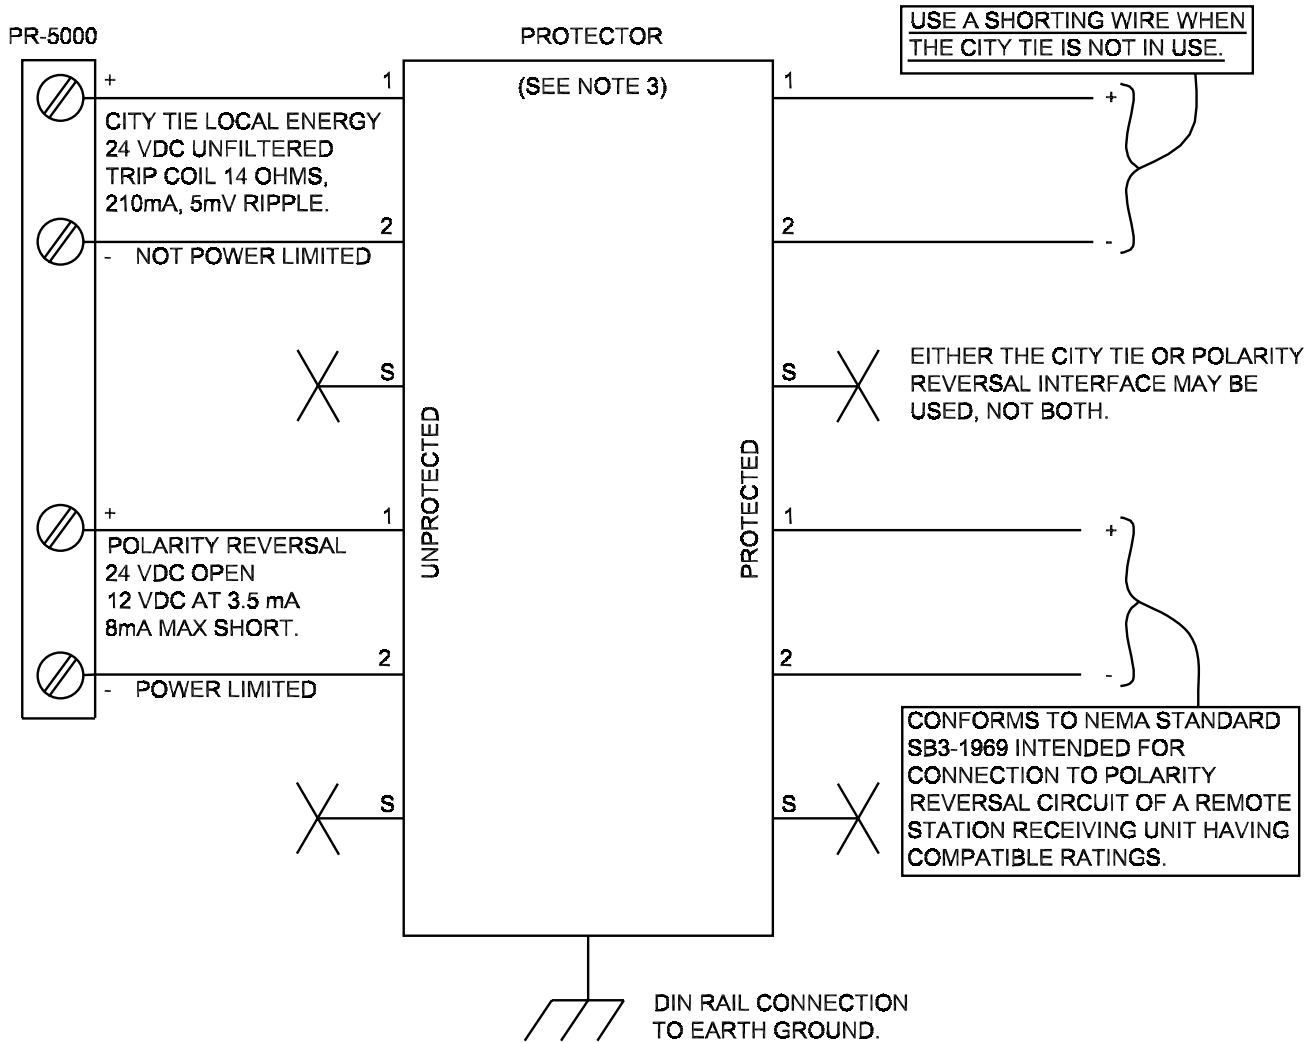 PR-5000
PROTECTOR
USE A SHORTING WIRE WHEN
THE CITY TIE IS NOT IN USE.
(SEE NOTE 3)
+
1
1
+
CITY TIE LOCAL ENERGY
24 VDC UNFILTERED
TRIP COIL 14 OHMS,
210mA, 5mV RIPPLE.
2
2
-
- NOT POWER LIMITED
S
S
EITHER THE CITY TIE OR POLARITY
REVERSAL INTERFACE MAY BE
USED, NOT BOTH.
UNPROTECTED
PROTECTED
+
1
1
+
POLARITY REVERSAL
24 VDC OPEN
12 VDC AT 3.5 mA
8mA MAX SHORT.
2
2
-
- POWER LIMITED
CONFORMS TO NEMA STANDARD
SB3-1969 INTENDED FOR
CONNECTION TO POLARITY
REVERSAL CIRCUIT OF A REMOTE
STATION RECEIVING UNIT HAVING
COMPATIBLE RATINGS.
S
S
DIN RAIL CONNECTION
TO EARTH GROUND.